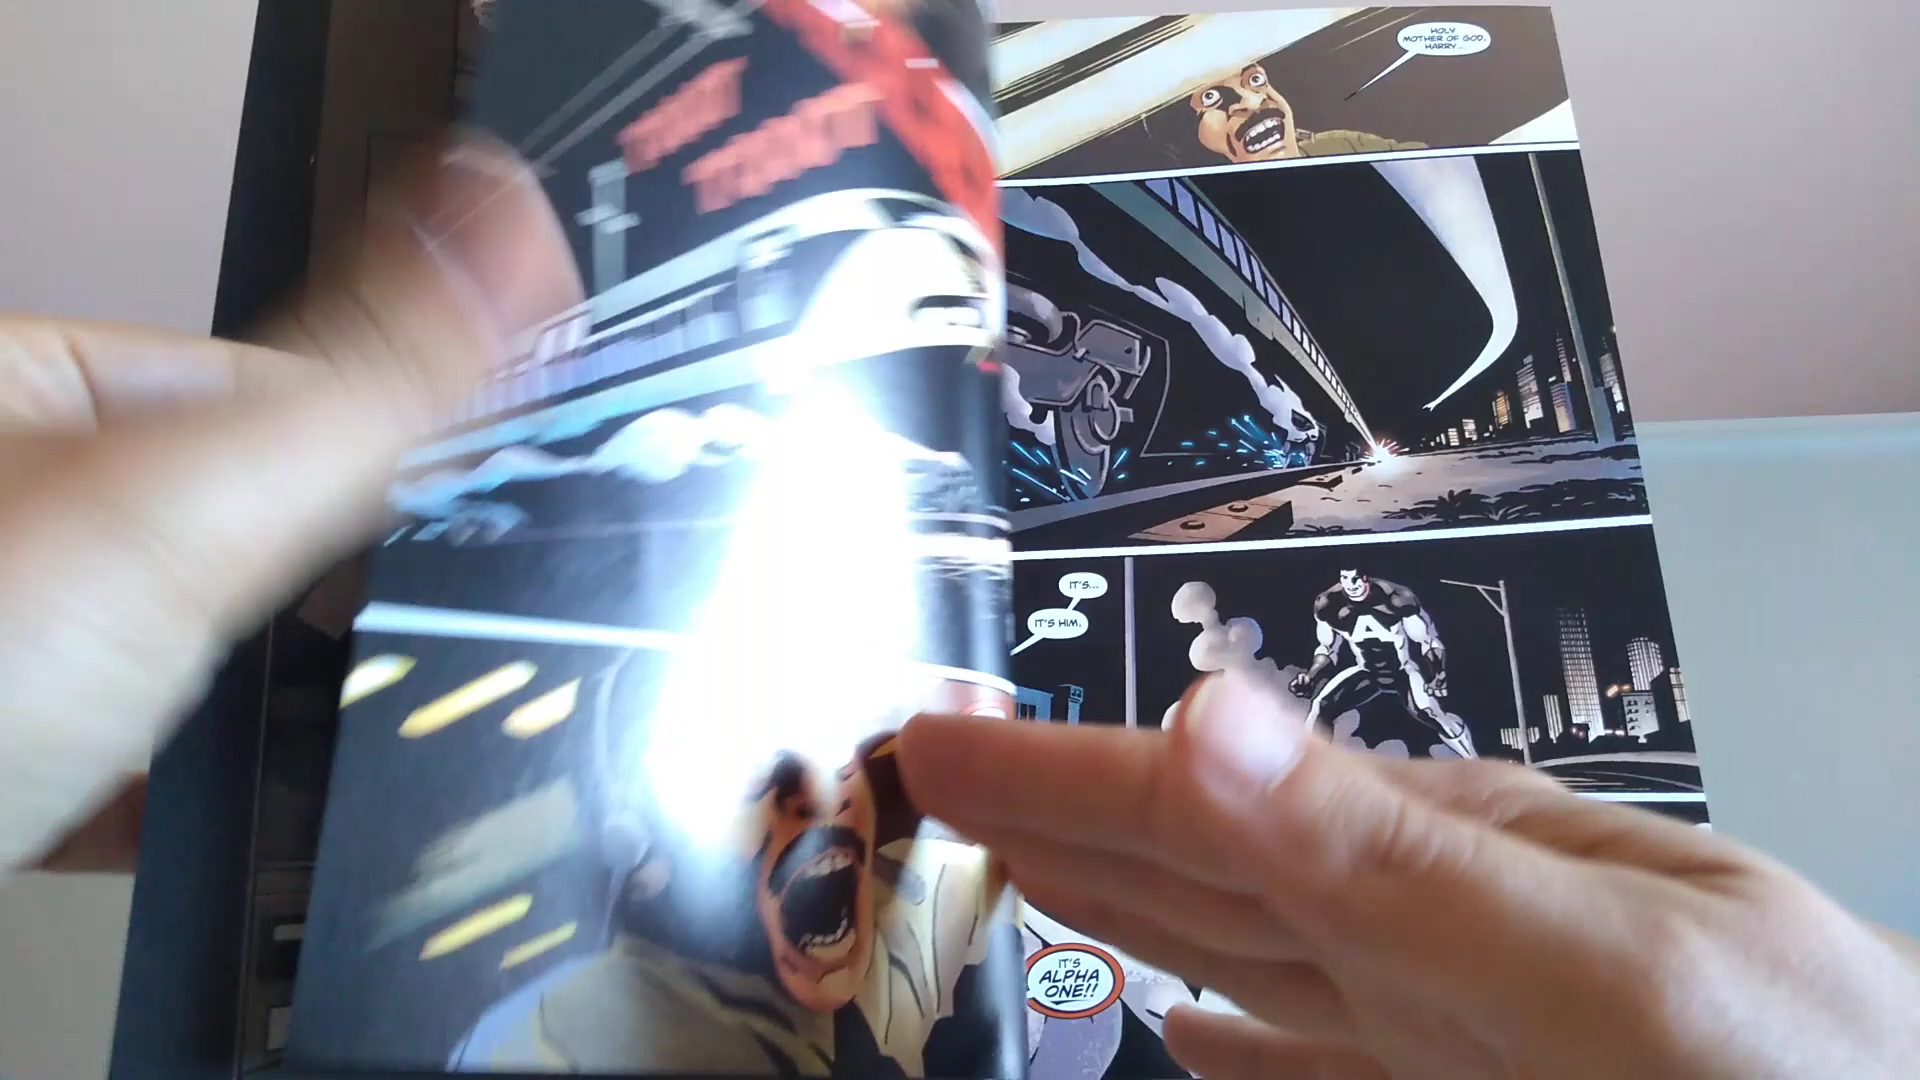 HOLY
MOTHER OF GOD,
HARRY...
IT'S...
IT'S HIM.
A
IT'S
ALPHA
ONE!!